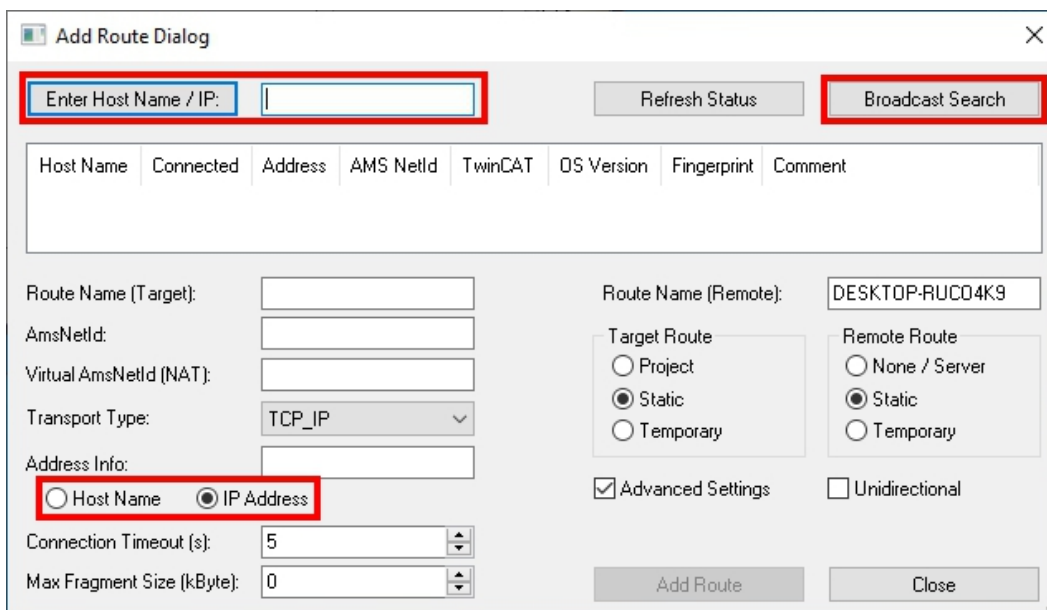 Add Route Dialog
Enter Host Name / IP:
Refresh Status
Broadcast Search
Host Name Connected Address AMS NetId TwinCAT OS Version Fingerprint Comment
Route Name (Target):
Route Name (Remote):
DESKTOP-RUCO4K9
AmsNetId:
Target Route
Remote Route
Virtual AmsNetId (NAT):
Project
None / Server
Transport Type:
TCP_IP
Static
Static
Temporary
Temporary
Address Info:
Host Name
IP Address
Advanced Settings
Unidirectional
Connection Timeout (s):
5
Max Fragment Size (kByte):
0
Add Route
Close